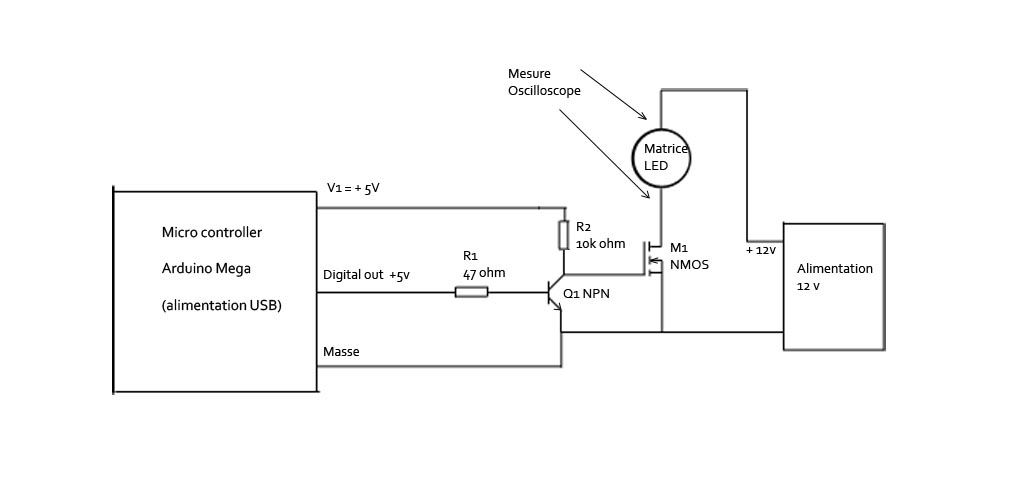 Mesure
Oscilloscope
Matrice
LED
V1 = + 5V
Micro controller
Arduino Mega
(alimentation USB)
R2
10k ohm
R1
47 ohm
Digital out +5v
M1
NMOS
+ 12v
Alimentation
12 v
Q1 NPN
Masse